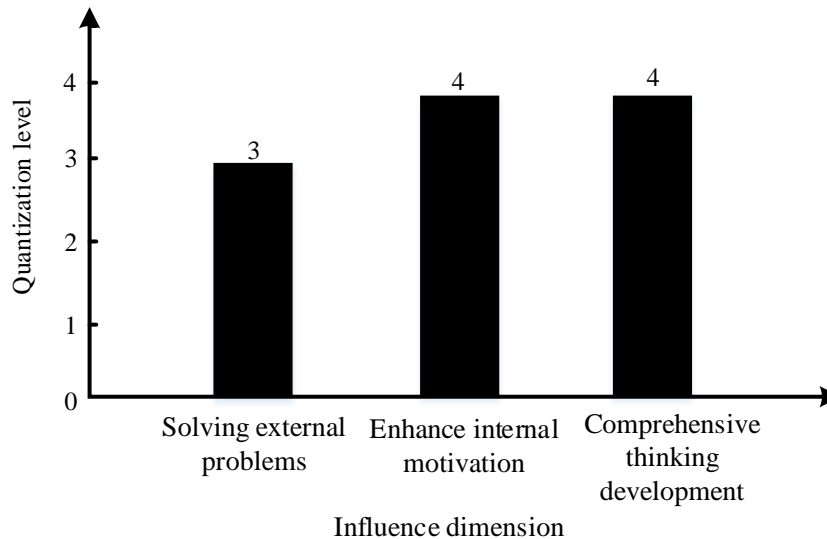 4
3
2
1
0
Quantization level
3
4
4
Solving external
problems
Enhance internal
motivation
Comprehensive
thinking
development
Influence dimension